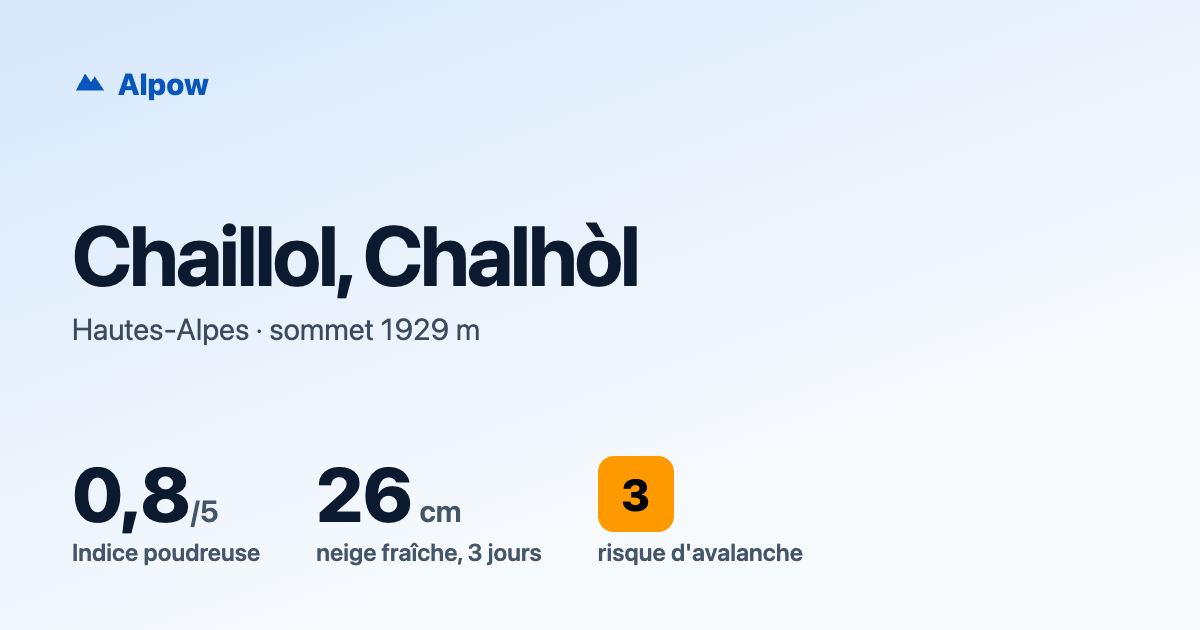 Alpow
Chaillol, Chalhòl
Hautes-Alpes · sommet 1929 m
0,8/5
Indice poudreuse
26 cm
neige fraîche, 3 jours
3
risque d'avalanche